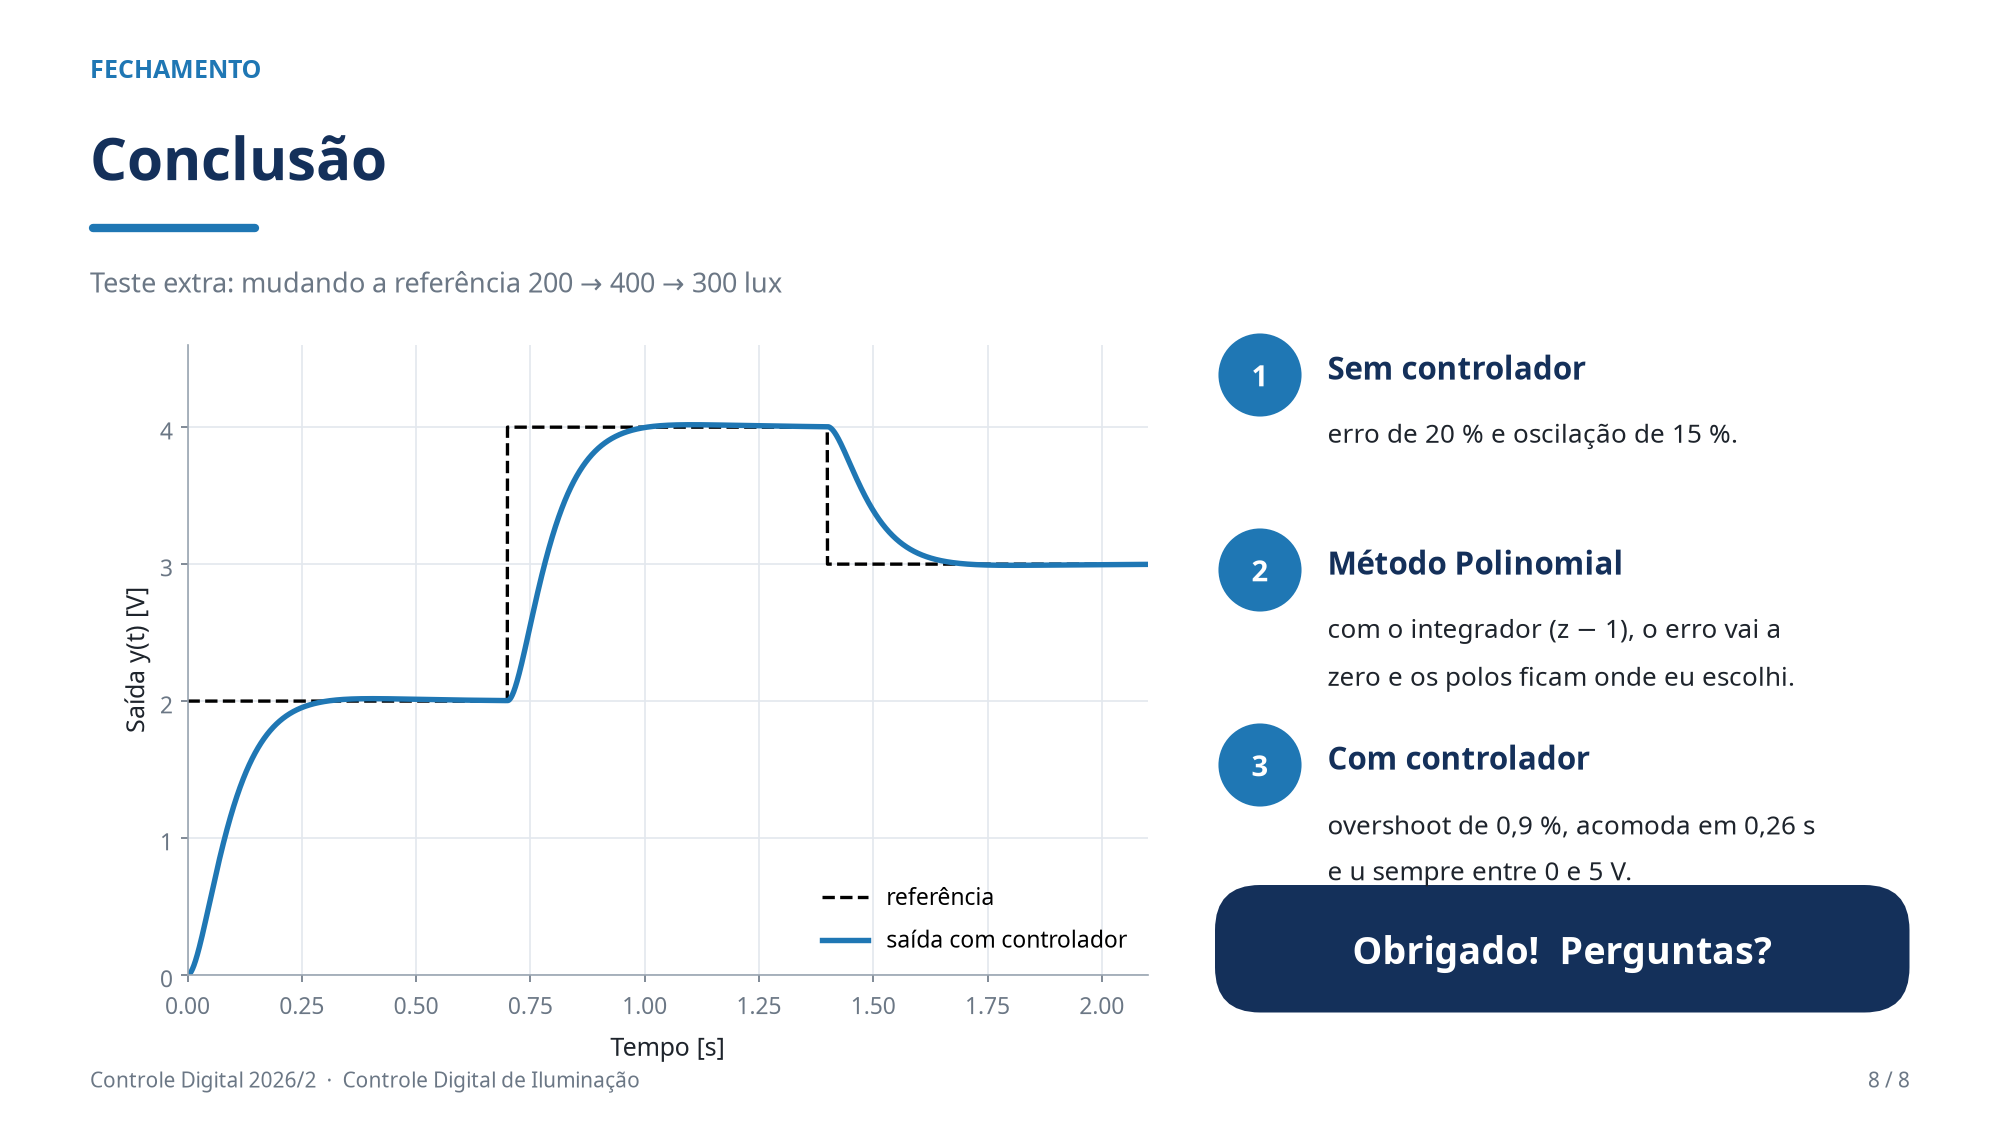 FECHAMENTO
Conclusão
Teste extra: mudando a referência 200 → 400 → 300 lux
Saída y(t) [V]
4
3
2
1
0
0.00 0.25 0.50 0.75 1.00 1.25 1.50 1.75 2.00
Tempo [s]
referência
saída com controlador
1
Sem controlador
erro de 20 % e oscilação de 15 %.
2
Método Polinomial
com o integrador (z − 1), o erro vai a
zero e os polos ficam onde eu escolhi.
3
Com controlador
overshoot de 0,9 %, acomoda em 0,26 s
e u sempre entre 0 e 5 V.
Obrigado! Perguntas?
Controle Digital 2026/2 · Controle Digital de Iluminação
8 / 8